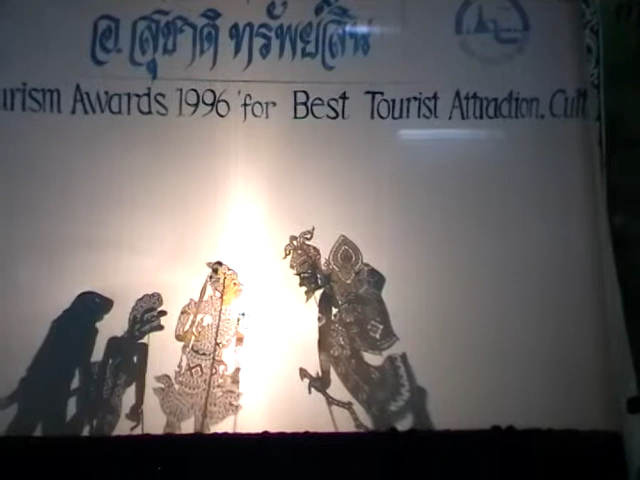 อ. สุชาติ ทรัพย์สิน
urism Awards 1996 for Best Tourist Attraction. Cult